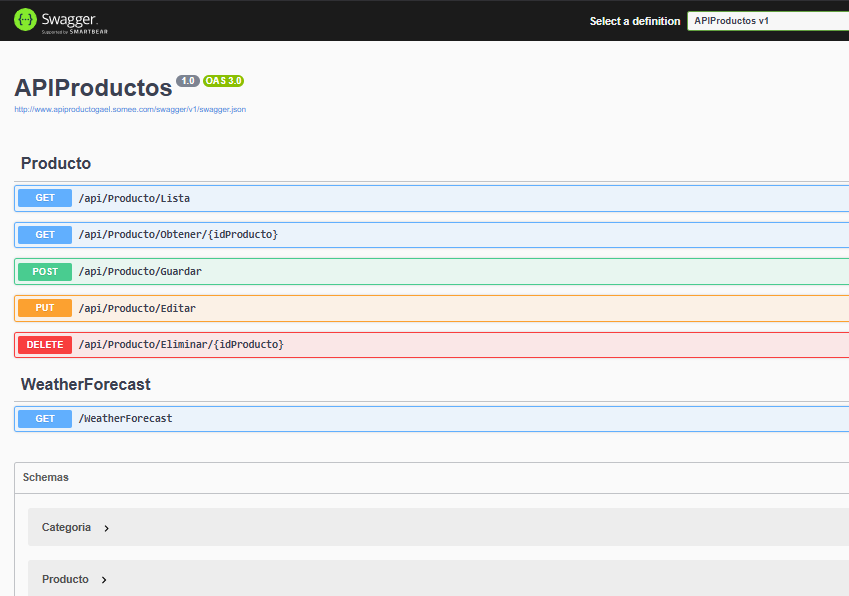 Swagger.
Supported by SMARTBEAR
Select a definition
APIProductos v1
APIProductos 1.0 OAS 3.0
http://www.apiproductogael.somee.com/swagger/v1/swagger.json
Producto
GET /api/Producto/Lista
GET /api/Producto/Obtener/{idProducto}
POST /api/Producto/Guardar
PUT /api/Producto/Editar
DELETE /api/Producto/Eliminar/{idProducto}
WeatherForecast
GET /WeatherForecast
Schemas
Categoria
Producto